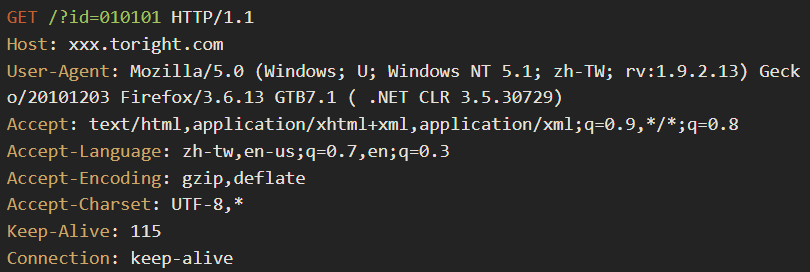 GET /?id=010101 HTTP/1.1
Host: xxx.toright.com
User-Agent: Mozilla/5.0 (Windows; U; Windows NT 5.1; zh-TW; rv:1.9.2.13) Geck
o/20101203 Firefox/3.6.13 GTB7.1 ( .NET CLR 3.5.30729)
Accept: text/html,application/xhtml+xml,application/xml;q=0.9,*/*;q=0.8
Accept-Language: zh-tw,en-us;q=0.7,en;q=0.3
Accept-Encoding: gzip,deflate
Accept-Charset: UTF-8,*
Keep-Alive: 115
Connection: keep-alive